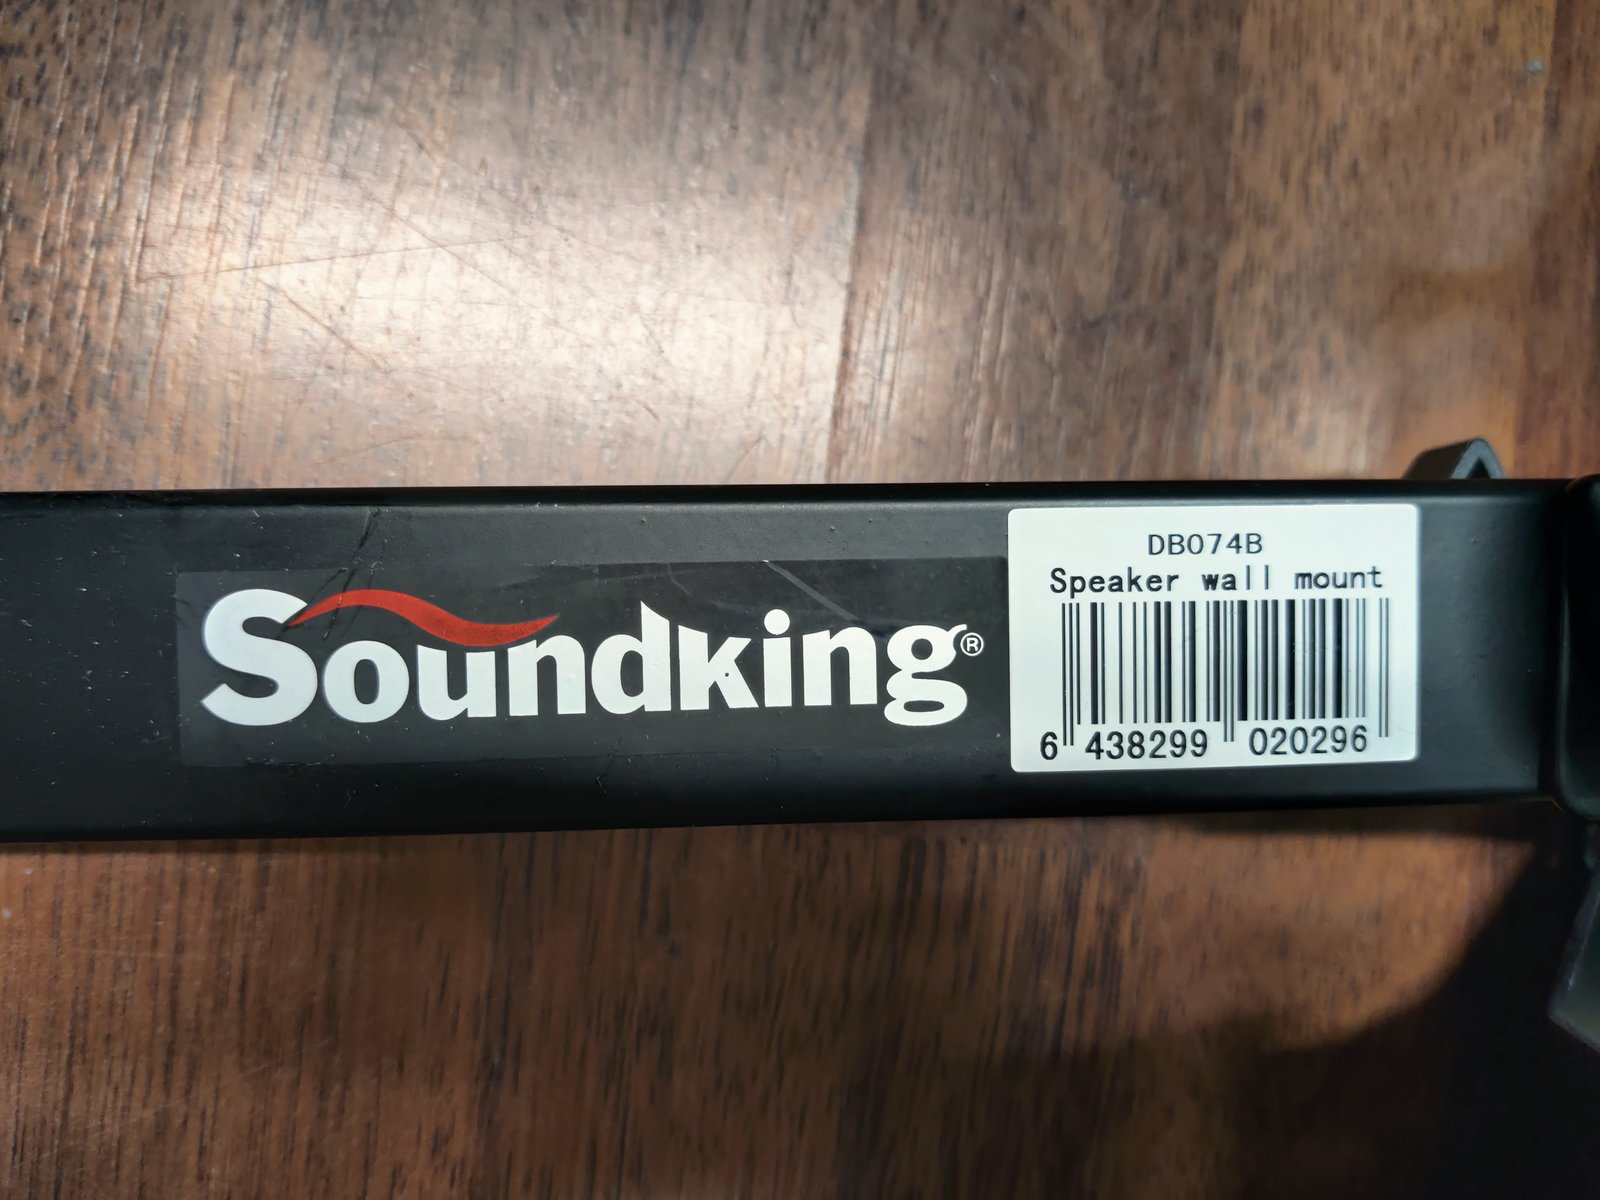 Soundking®
DB074B
Speaker wall mount
6 438299 020296